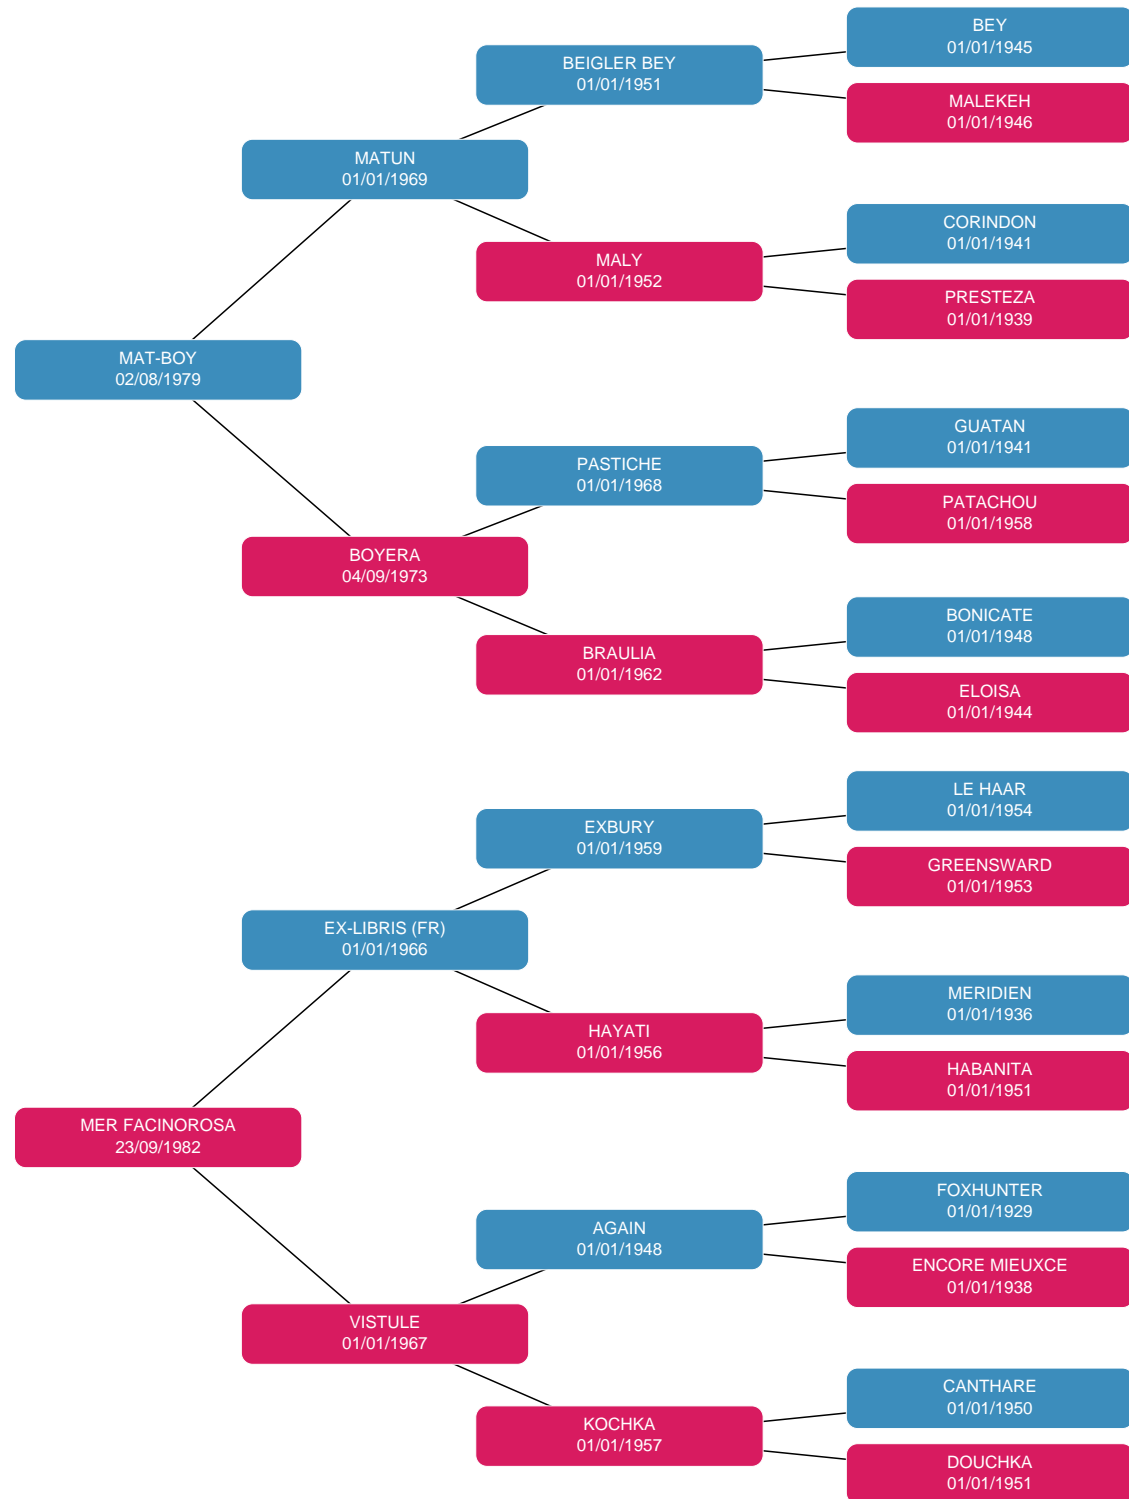 BEY
01/01/1945
BEIGLER BEY
01/01/1951
MALEKEH
01/01/1946
MATUN
01/01/1969
CORINDON
01/01/1941
MALY
01/01/1952
PRESTEZA
01/01/1939
MAT-BOY
02/08/1979
GUATAN
01/01/1941
PASTICHE
01/01/1968
PATACHOU
01/01/1958
BOYERA
04/09/1973
BONICATE
01/01/1948
BRAULIA
01/01/1962
ELOISA
01/01/1944
LE HAAR
01/01/1954
EXBURY
01/01/1959
GREENSWARD
01/01/1953
EX-LIBRIS (FR)
01/01/1966
MERIDIEN
01/01/1936
HAYATI
01/01/1956
HABANITA
01/01/1951
MER FACINOROSA
23/09/1982
FOXHUNTER
01/01/1929
AGAIN
01/01/1948
ENCORE MIEUXCE
01/01/1938
VISTULE
01/01/1967
CANTHARE
01/01/1950
KOCHKA
01/01/1957
DOUCHKA
01/01/1951